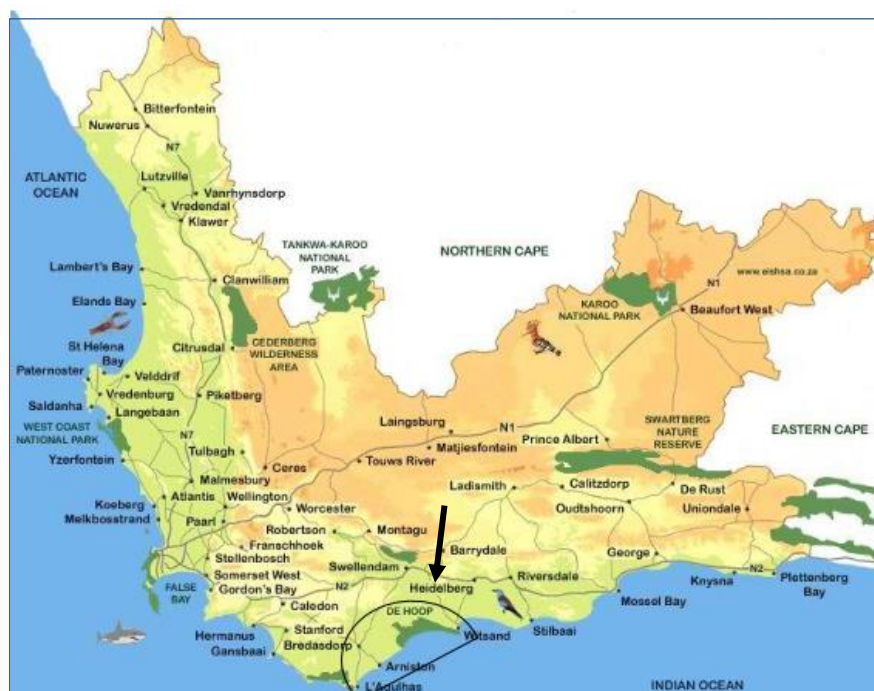 Bitterfontein
Nuwerus
N7
ATLANTIC
OCEAN
Lutzville
Vanrhynsdorp
Vredendal
Klawer
TANKWA-KAROO
NATIONAL
PARK
NORTHERN CAPE
Lambert's Bay
Clanwilliam
www.eishsa.co.za
N1
Elands Bay
KAROO
NATIONAL PARK
Beaufort West
St Helena
Bay
Citrusdal
CEDERBERG
WILDERNESS
AREA
Paternoster
Velddrif
Vredenburg
Piketberg
Saldanha
Langebaan
WEST COAST
NATIONAL PARK
N7
Laingsburg
N1
Matjiesfontein
Prince Albert
SWARTBERG
NATURE
RESERVE
EASTERN CAPE
Tulbagh
Yzerfontein
Ceres
Touws River
Malmesbury
Ladismith
Calitzdorp
De Rust
Atlantis
Wellington
Koeberg
Melkbosstrand
Paarl
Worcester
Oudtshoorn
Uniondale
Robertson
Montagu
Franschhoek
Stellenbosch
Barrydale
George
Swellendam
Somerset West
N2
Heidelberg
Riversdale
N2
Knysna
Plettenberg
Bay
FALSE
BAY
Gordon's Bay
Mossel Bay
Caledon
DE HOOP
Hermanus
Stanford
Witsand
Stilbaai
Gansbaai
Bredasdorp
Arniston
L'Agulhas
INDIAN OCEAN